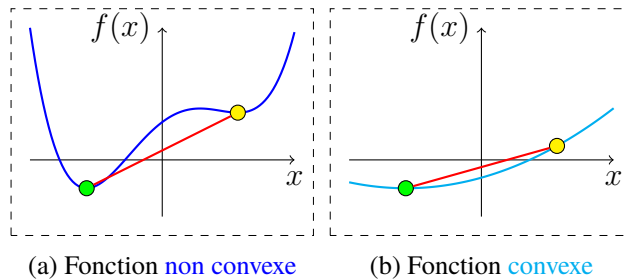 f(x)
x
f(x)
x
(a) Fonction non convexe
(b) Fonction convexe